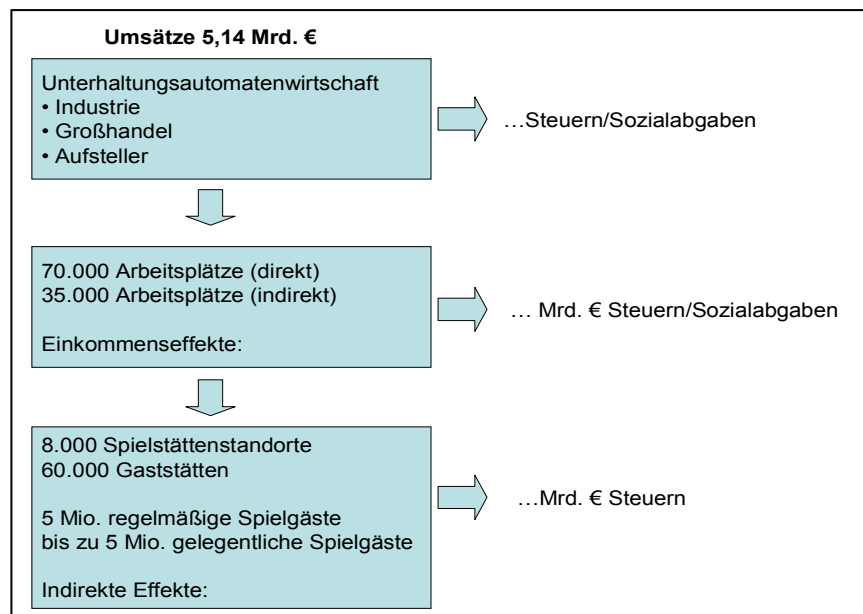 Umsätze 5,14 Mrd. €
Unterhaltungsautomatenwirtschaft
• Industrie
• Großhandel
• Aufsteller
…Steuern/Sozialabgaben
70.000 Arbeitsplätze (direkt)
35.000 Arbeitsplätze (indirekt)
Einkommenseffekte:
… Mrd. € Steuern/Sozialabgaben
8.000 Spielstättenstandorte
60.000 Gaststätten
5 Mio. regelmäßige Spielgäste
bis zu 5 Mio. gelegentliche Spielgäste
Indirekte Effekte:
…Mrd. € Steuern